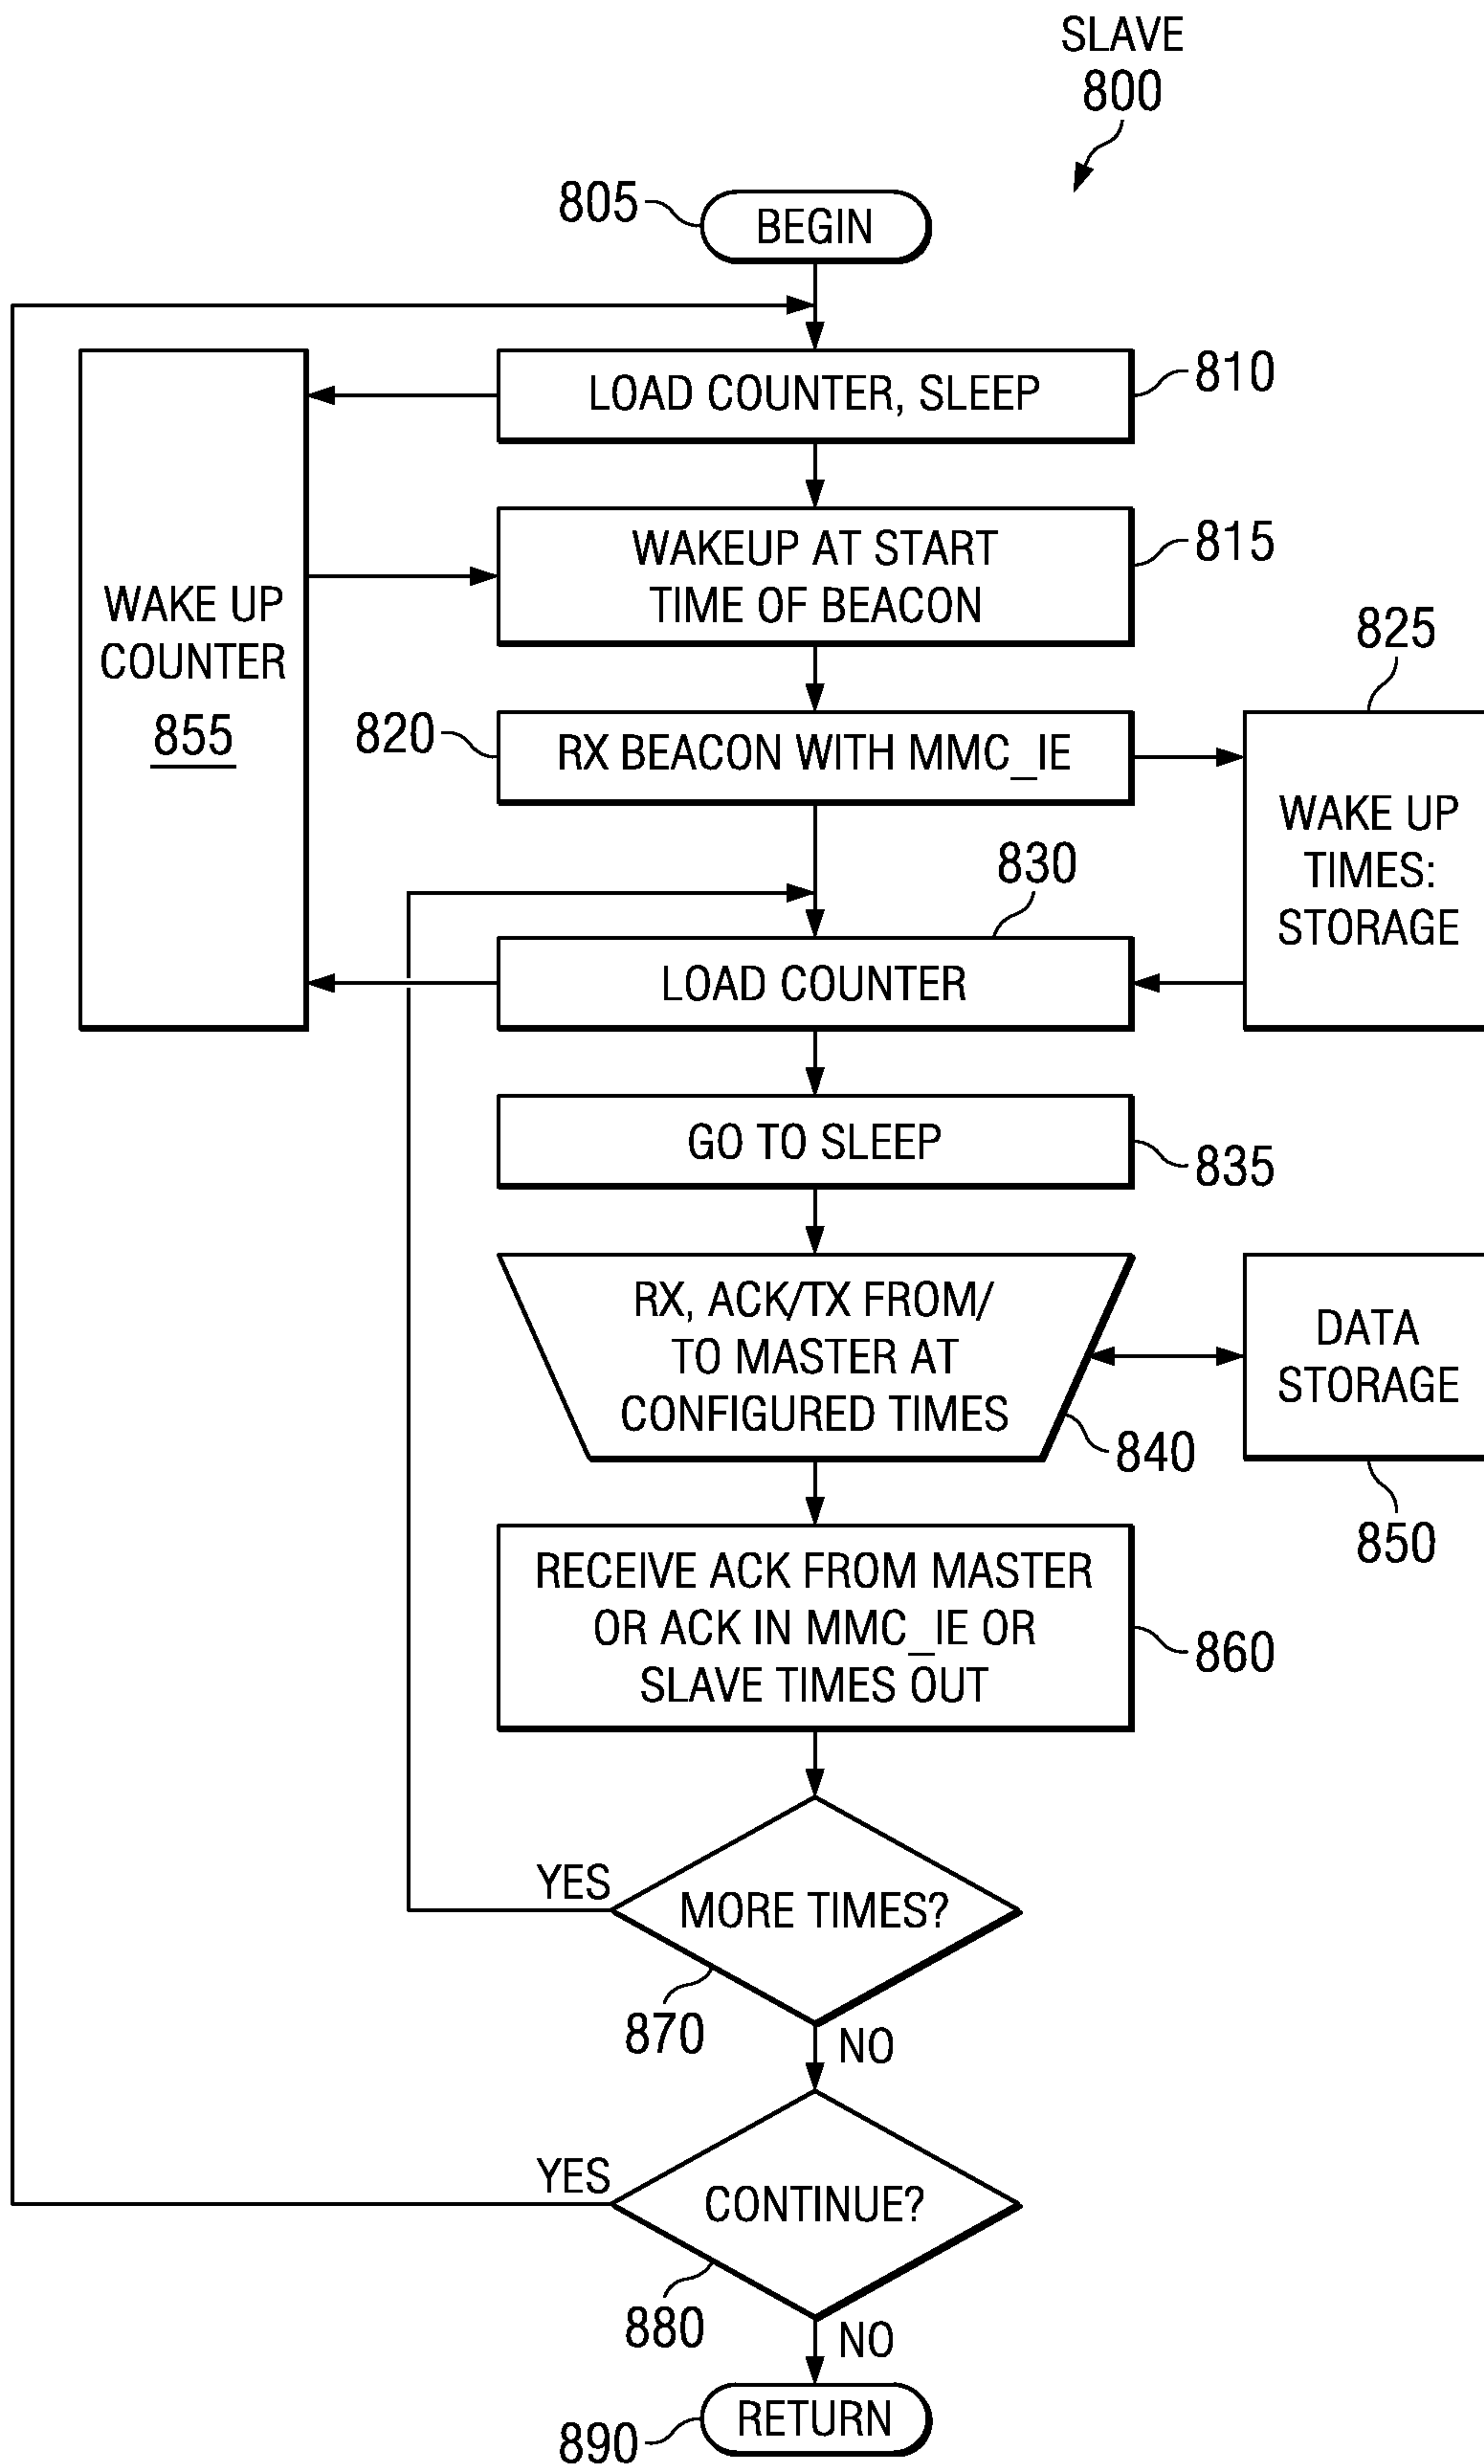 SLAVE
800
805
BEGIN
LOAD COUNTER, SLEEP
810
WAKEUP AT START
TIME OF BEACON
815
WAKE UP
COUNTER
855
825
820
RX BEACON WITH MMC_IE
WAKE UP
TIMES:
STORAGE
830
LOAD COUNTER
GO TO SLEEP
835
RX, ACK/TX FROM/
TO MASTER AT
CONFIGURED TIMES
840
DATA
STORAGE
850
RECEIVE ACK FROM MASTER
OR ACK IN MMC_IE OR
SLAVE TIMES OUT
860
YES
MORE TIMES?
870
NO
YES
CONTINUE?
880
NO
RETURN
890